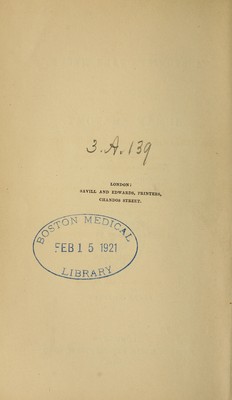 3.A.139
LONDON:
SAVILL AND EDWARDS, PRINTERS,
CHANDOS STREET.
BOSTON MEDICAL
FEB 15 1921
LIBRARY